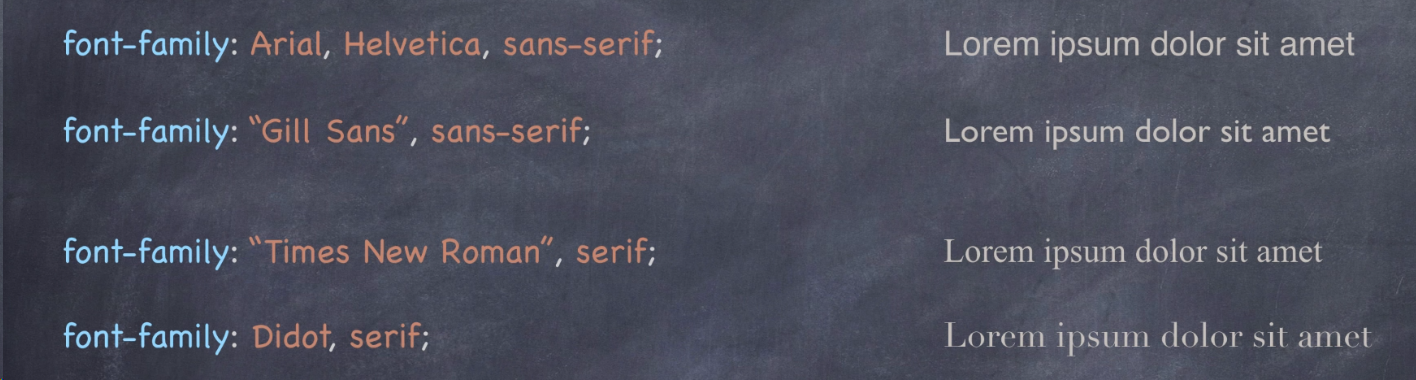 font-family: Arial, Helvetica, sans-serif; Lorem ipsum dolor sit amet
font-family: “Gill Sans”, sans-serif; Lorem ipsum dolor sit amet
font-family: “Times New Roman”, serif; Lorem ipsum dolor sit amet
font-family: Didot, serif; Lorem ipsum dolor sit amet